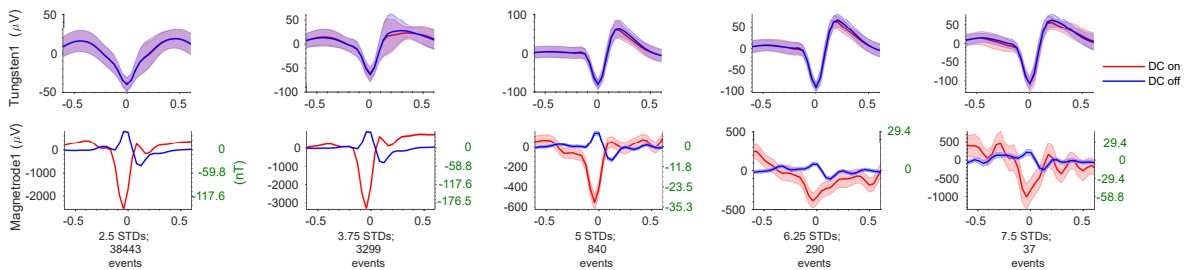 Tungsten1 (μV)
50
0
-50
-0.5 0 0.5
50
0
-50
-100
-0.5 0 0.5
100
0
-100
-0.5 0 0.5
50
0
-50
-100
-0.5 0 0.5
50
0
-50
-100
-0.5 0 0.5
DC on
DC off
Magnetrode1 (μV)
0
-1000
-2000
0
-59.8
-117.6
(nT)
-0.5 0 0.5
0
-1000
-2000
-3000
0
-58.8
-117.6
-176.5
-0.5 0 0.5
0
-200
-400
-600
0
-11.8
-23.5
-35.3
-0.5 0 0.5
500
0
-500
29.4
0
-0.5 0 0.5
500
0
-500
-1000
29.4
0
-29.4
-58.8
-0.5 0 0.5
2.5 STDs;
38443
events
3.75 STDs;
3299
events
5 STDs;
840
events
6.25 STDs;
290
events
7.5 STDs;
37
events